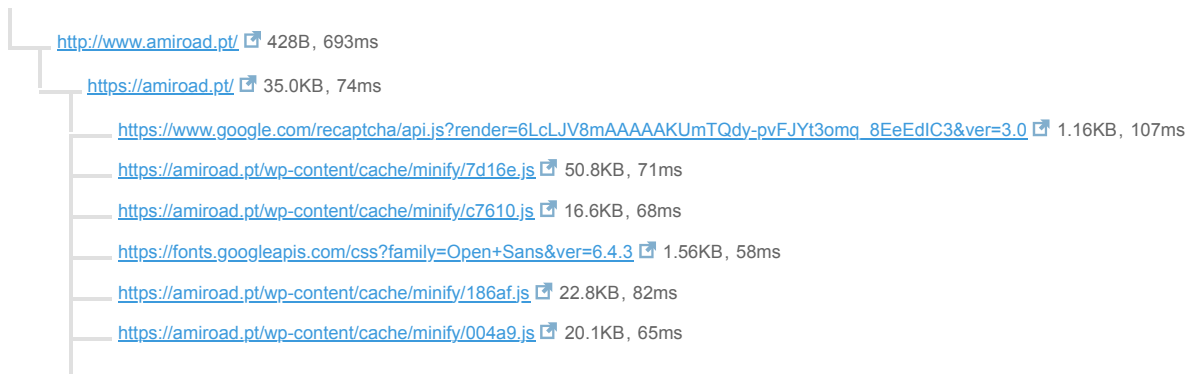 http://www.amiroad.pt/ 428B, 693ms
https://amiroad.pt/ 35.0KB, 74ms
https://www.google.com/recaptcha/api.js?render=6LcLJV8mAAAAAKUmTQdy-pvFJYt3omq_8EeEdIC3&ver=3.0 1.16KB, 107ms
https://amiroad.pt/wp-content/cache/minify/7d16e.js 50.8KB, 71ms
https://amiroad.pt/wp-content/cache/minify/c7610.js 16.6KB, 68ms
https://fonts.googleapis.com/css?family=Open+Sans&ver=6.4.3 1.56KB, 58ms
https://amiroad.pt/wp-content/cache/minify/186af.js 22.8KB, 82ms
https://amiroad.pt/wp-content/cache/minify/004a9.js 20.1KB, 65ms